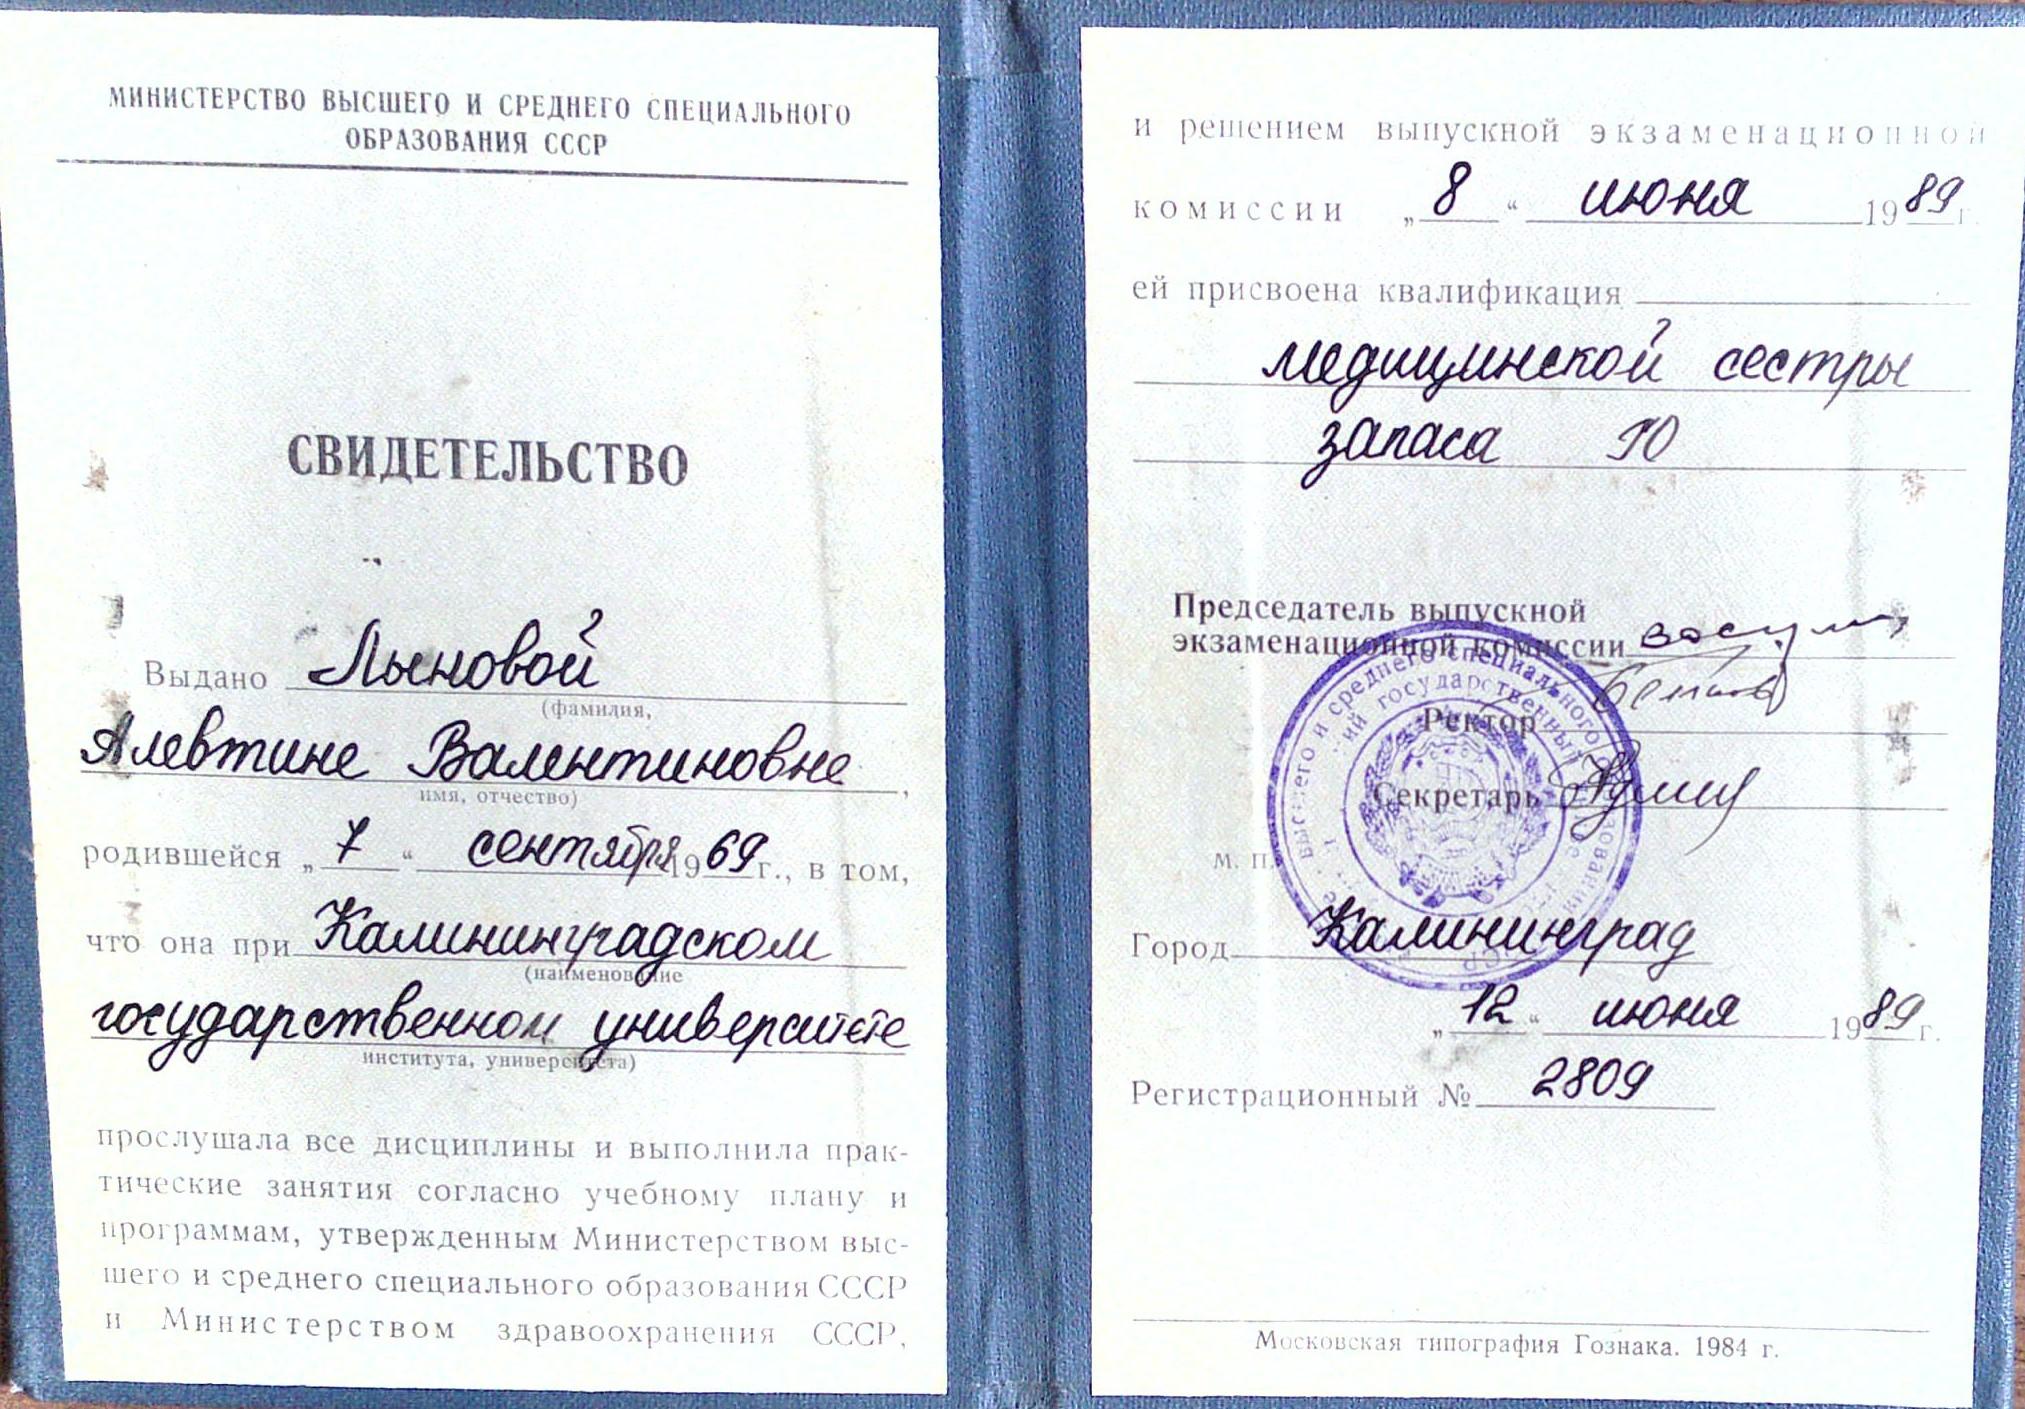 МИНИСТЕРСТВО ВЫСШЕГО И СРЕДНЕГО СПЕЦИАЛЬНОГО
ОБРАЗОВАНИЯ СССР
СВИДЕТЕЛЬСТВО
Выдано Лыновой
(фамилия,
Алевтине Валентиновне,
имя, отчество)
родившейся „7“ сентября 1969 г., в том,
что она при Калининградском
(наименование
государственном университете
института, университета)
прослушала все дисциплины и выполнила прак-
тические занятия согласно учебному плану и
программам, утвержденным Министерством выс-
шего и среднего специального образования СССР
и Министерством здравоохранения СССР,
и решением выпускной экзаменационной
комиссии „8“ июня 1989 г.
ей присвоена квалификация
медицинской сестры
запаса ГО
Председатель выпускной
экзаменационной комиссии
Ректор
Секретарь
М. П.
Город Калининград
„12“ июня 1989 г.
Регистрационный № 2809
Московская типография Гознака. 1984 г.